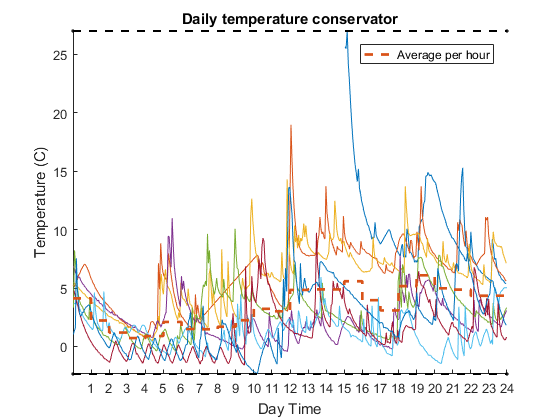 Daily temperature conservator
Average per hour
Temperature (C)
25
20
15
10
5
0
1 2 3 4 5 6 7 8 9 10 11 12 13 14 15 16 17 18 19 20 21 22 23 24
Day Time